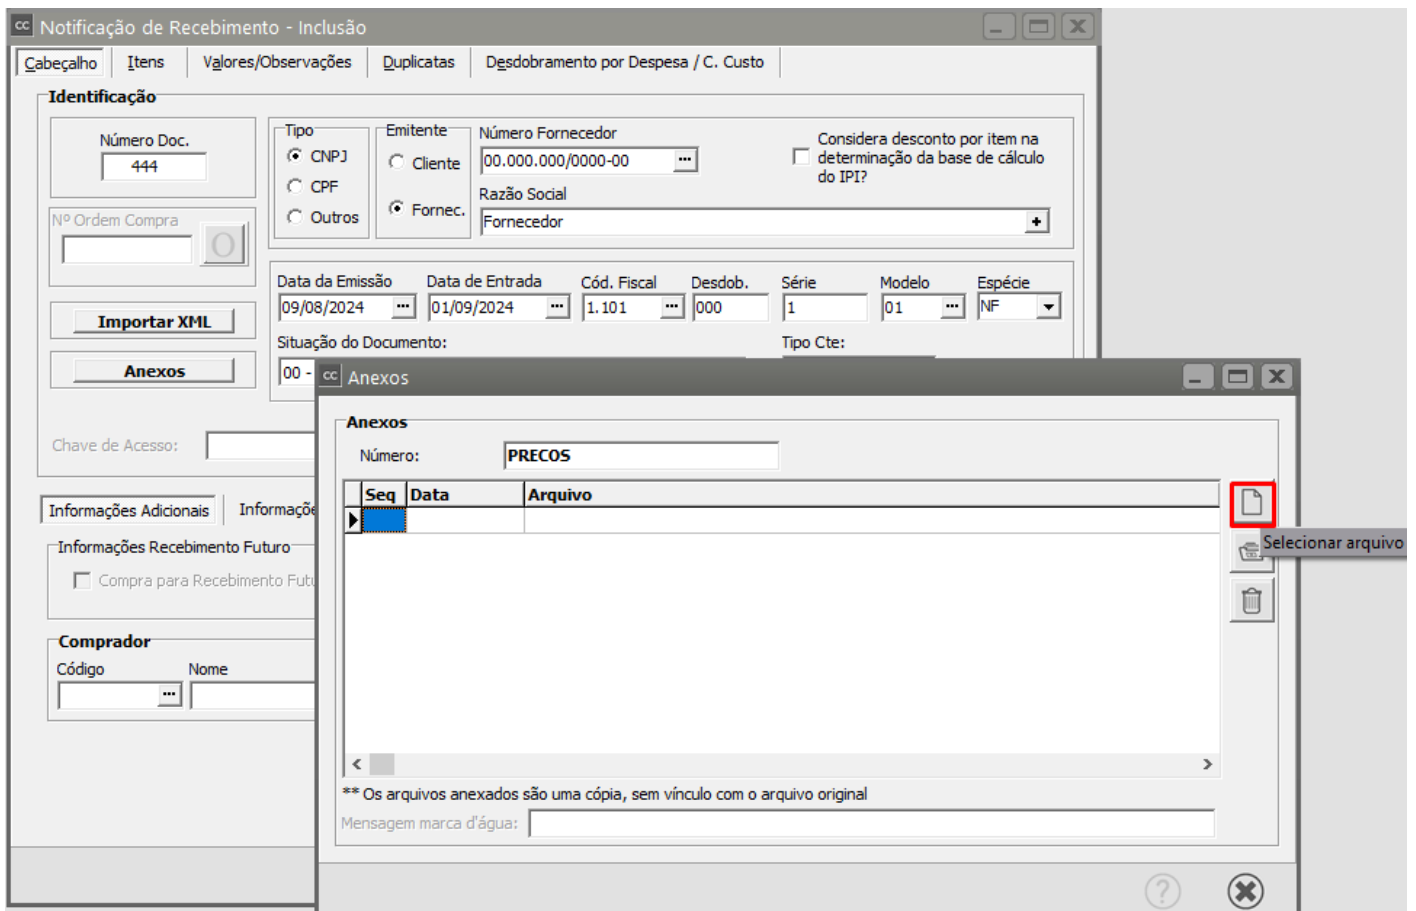 cc Notificação de Recebimento - Inclusão
Cabeçalho Itens Valores/Observações Duplicatas Desdobramento por Despesa / C. Custo
Identificação
Número Doc.
444
Tipo
CNPJ
CPF
Outros
Emitente
Cliente
Fornec.
Número Fornecedor
00.000.000/0000-00 ...
Considera desconto por item na
determinação da base de cálculo
do IPI?
Razão Social
Fornecedor +
Nº Ordem Compra
O
Importar XML
Anexos
Data da Emissão Data de Entrada Cód. Fiscal Desdob. Série Modelo Espécie
09/08/2024 ... 01/09/2024 ... 1.101 ... 000 1 01 ... NF
Situação do Documento: Tipo Cte:
00 -
Chave de Acesso:
Informações Adicionais Informaçõe
Informações Recebimento Futuro
Compra para Recebimento Futu
Comprador
Código Nome
...
cc Anexos
Anexos
Número: PRECOS
Seq Data Arquivo
Selecionar arquivo
** Os arquivos anexados são uma cópia, sem vínculo com o arquivo original
Mensagem marca d'água:
?